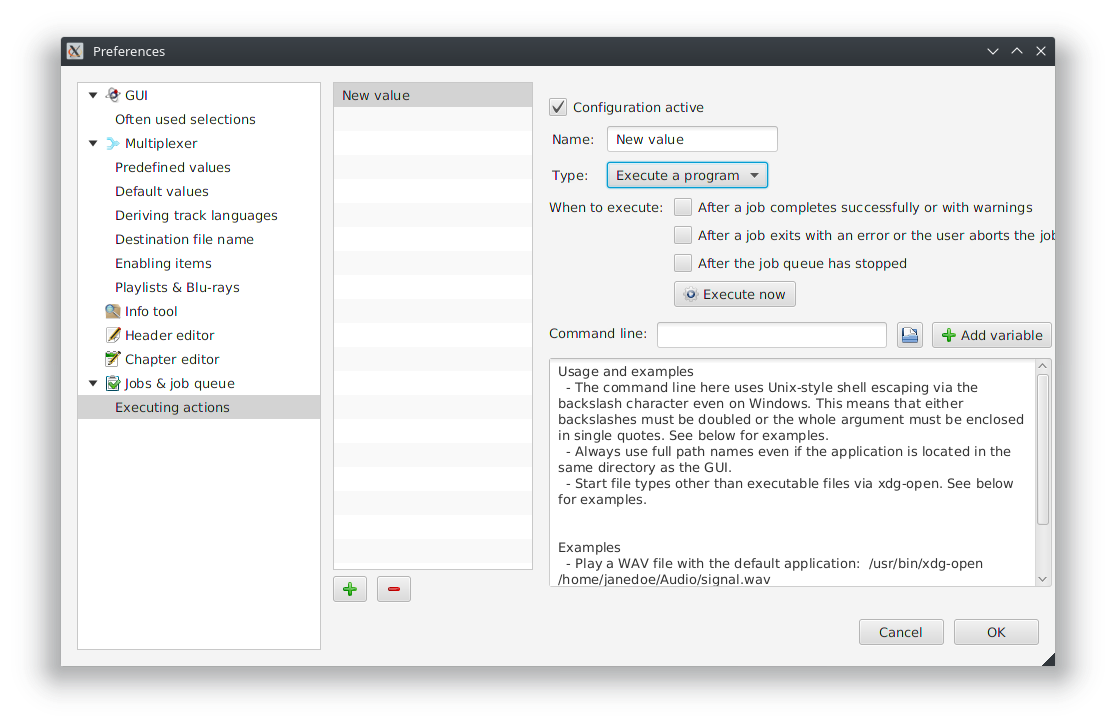 Preferences
GUI
Often used selections
Multiplexer
Predefined values
Default values
Deriving track languages
Destination file name
Enabling items
Playlists & Blu-rays
Info tool
Header editor
Chapter editor
Jobs & job queue
Executing actions
New value
Configuration active
Name: New value
Type: Execute a program
When to execute: After a job completes successfully or with warnings
After a job exits with an error or the user aborts the job
After the job queue has stopped
Execute now
Command line: Add variable
Usage and examples
- The command line here uses Unix-style shell escaping via the
backslash character even on Windows. This means that either
backslashes must be doubled or the whole argument must be enclosed
in single quotes. See below for examples.
- Always use full path names even if the application is located in the
same directory as the GUI.
- Start file types other than executable files via xdg-open. See below
for examples.
Examples
- Play a WAV file with the default application: /usr/bin/xdg-open
/home/janedoe/Audio/signal.wav
Cancel OK